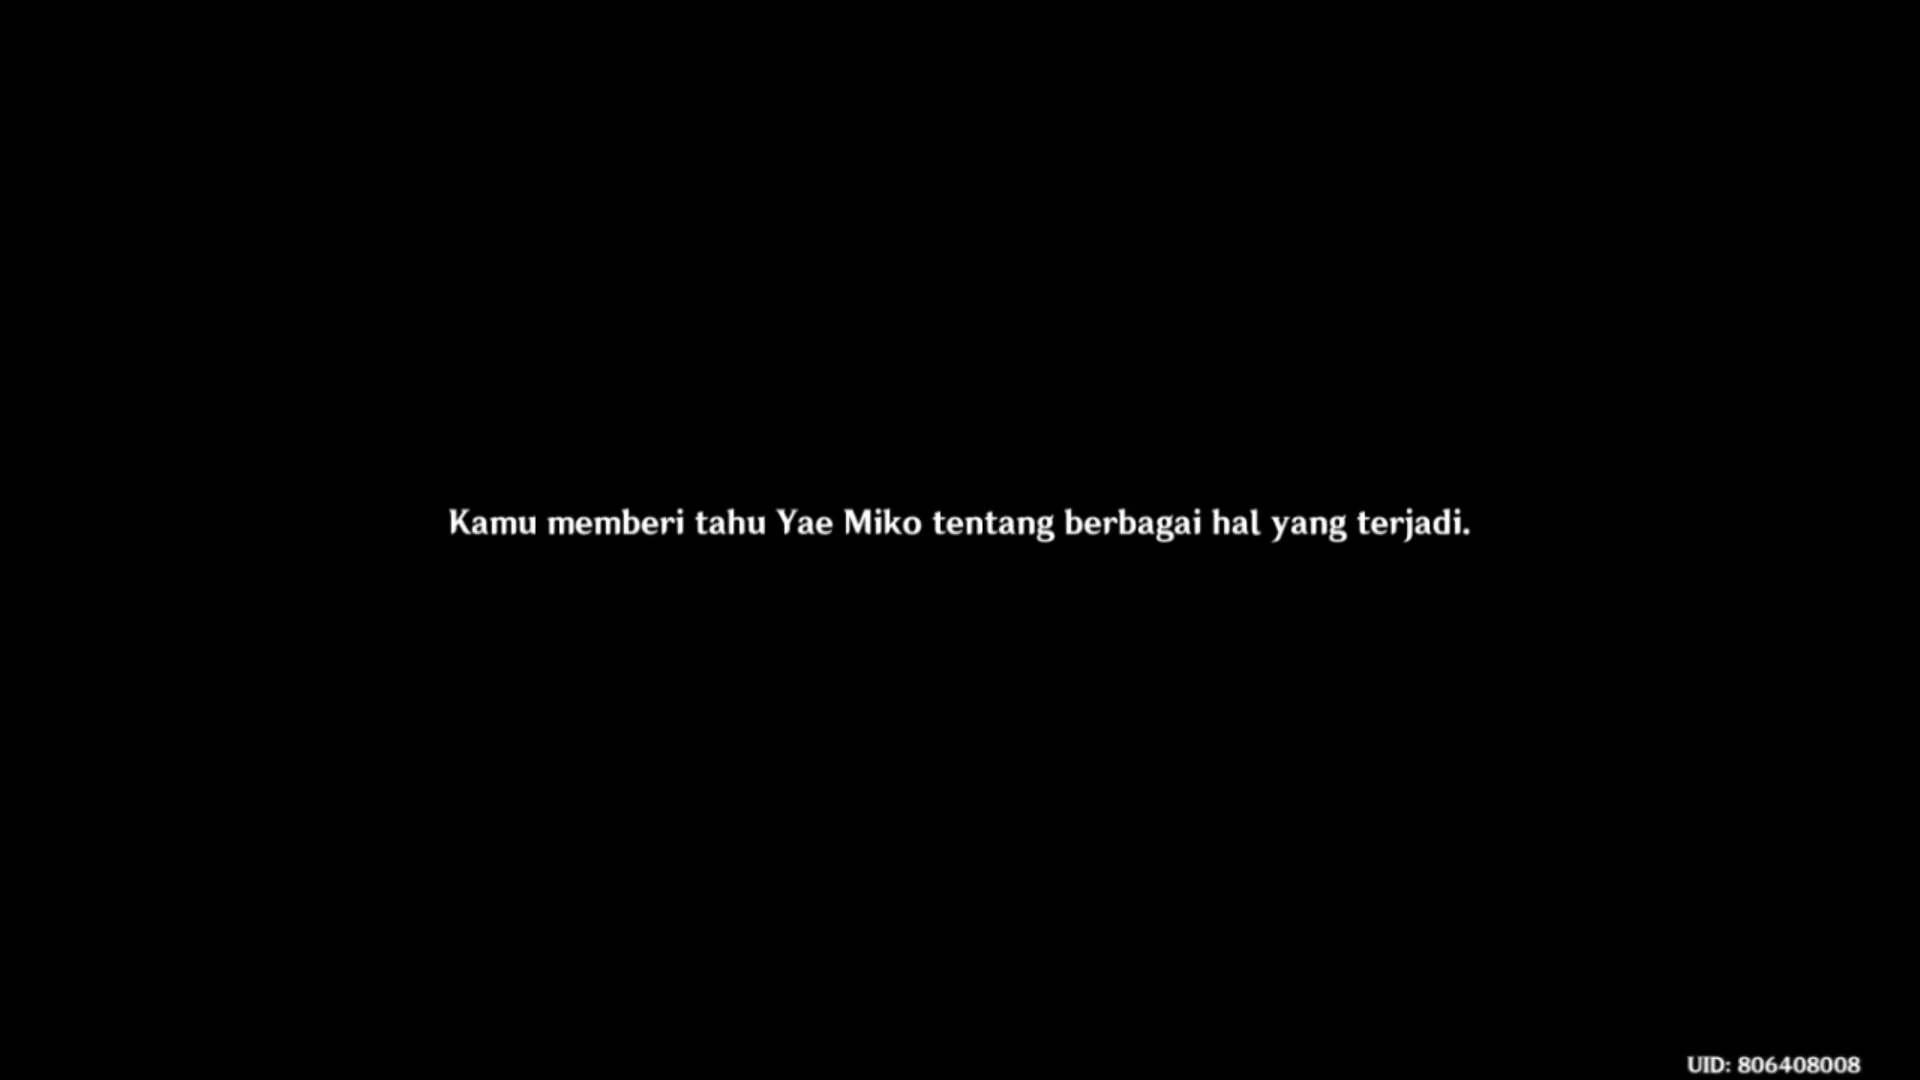 Kamu memberi tahu Yae Miko tentang berbagai hal yang terjadi.
UID: 806408008